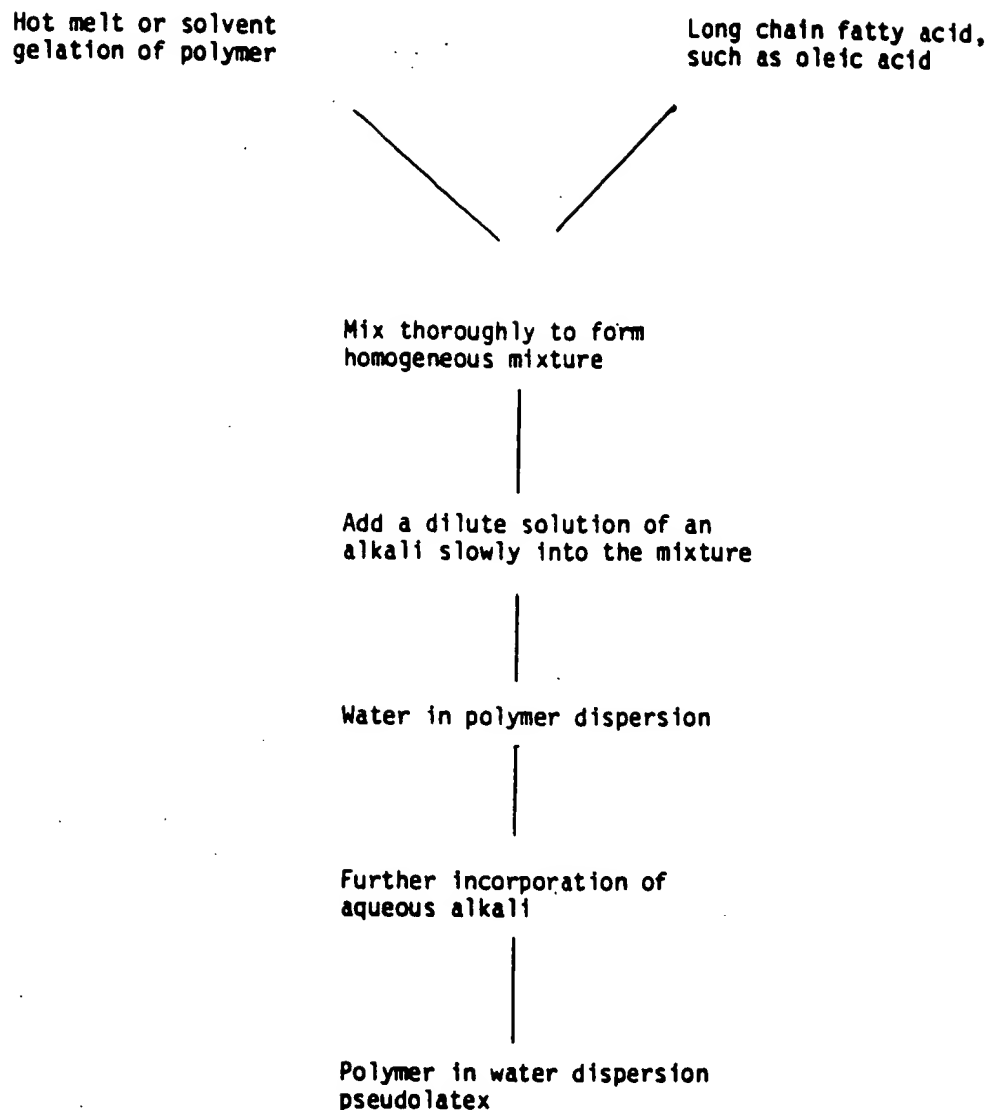 Hot melt or solvent
gelation of polymer
Long chain fatty acid,
such as oleic acid
Mix thoroughly to form
homogeneous mixture
Add a dilute solution of an
alkali slowly into the mixture
Water in polymer dispersion
Further incorporation of
aqueous alkali
Polymer in water dispersion
pseudolatex